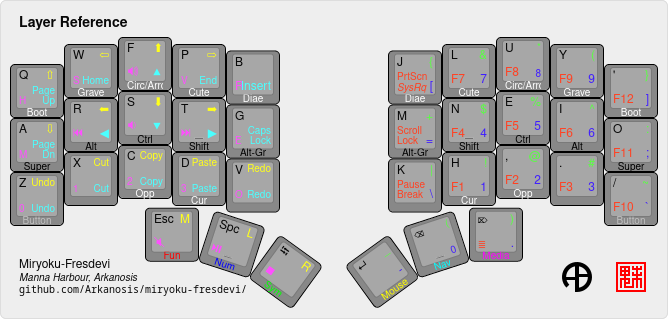 Layer Reference
Q Page Up Boot
W Home Grave
F Circ/Arr
P End Cute
B Insert Diae
J PrtScn SysRq [ Diae
L & F7 7 Cute
U F8 8 Circ/Arr
Y F9 9 Grave
' } F12 ] Boot
A Page Dn Super
R Alt
S Ctrl
T Shift
G Caps Lock Alt-Gr
M Scroll Lock = Alt-Gr
N $ F4 4 Shift
E % F5 5 Ctrl
I F6 6 Alt
O F11 ; Super
Z Undo Undo Button
X Cut Cut
C Copy Copy Opp
D Paste Paste Cur
V Redo Redo
K Pause Break \
H ! F1 1 Cur
, @ F2 2 Opp
. # F3 3
/ F10 Button
Esc M Fun
Spc L Num
R
Mouse
0 Nav
Media
Miryoku-Fresdevi
Manna Harbour, Arkanosis
github.com/Arkanosis/miryoku-fresdevi/